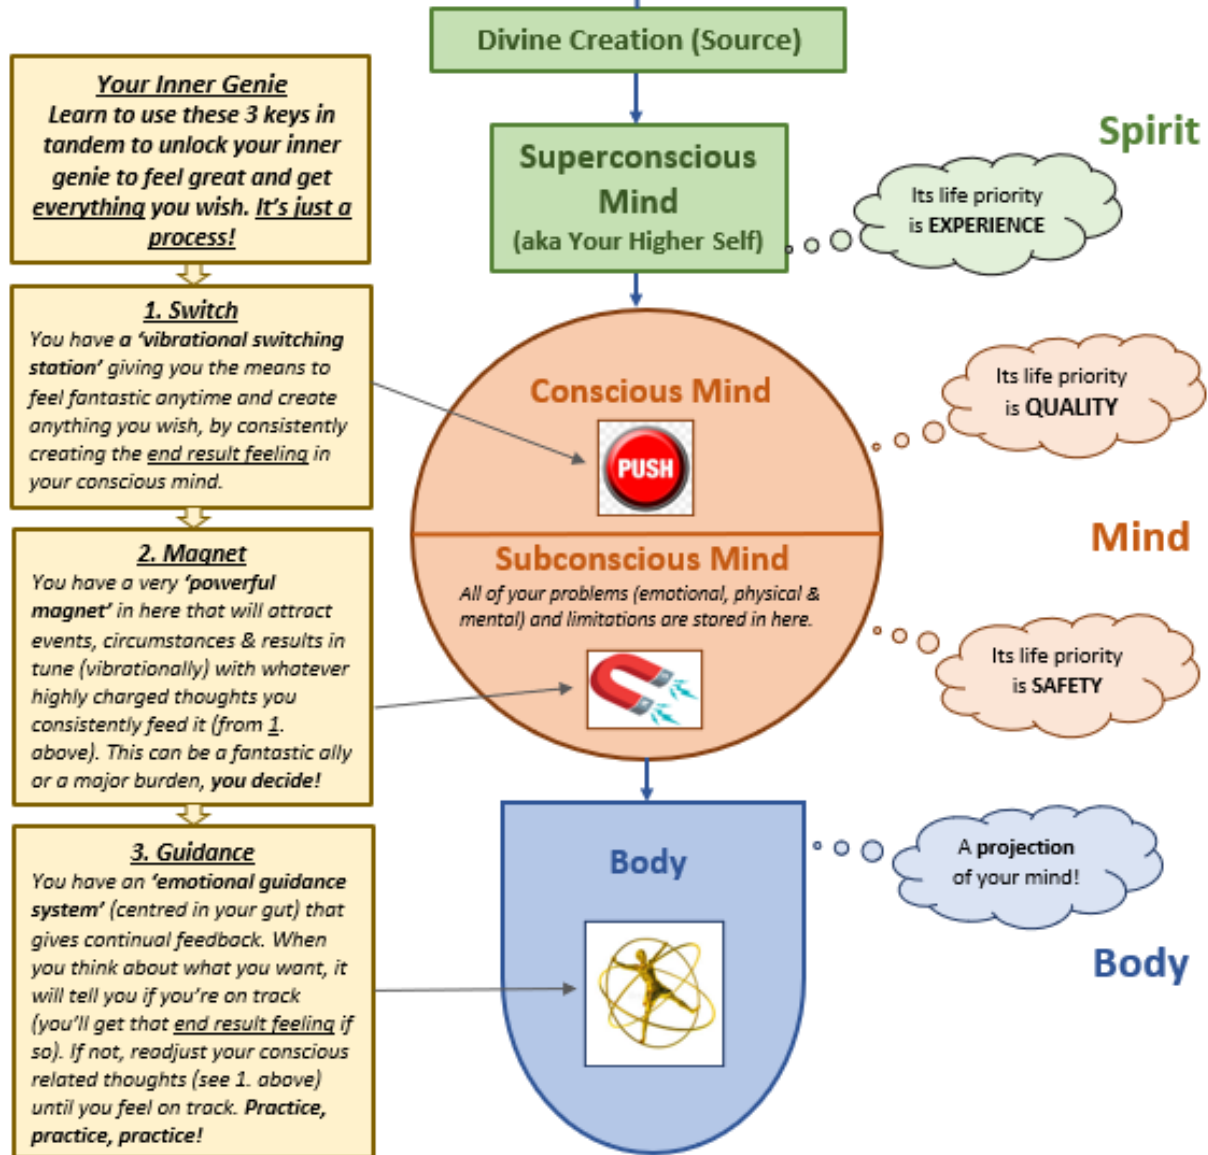 Divine Creation (Source)
Your Inner Genie
Learn to use these 3 keys in
tandem to unlock your inner
genie to feel great and get
everything you wish. It's just a
process!
Superconscious
Mind
(aka Your Higher Self)
Spirit
Its life priority
is EXPERIENCE
1. Switch
You have a 'vibrational switching
station' giving you the means to
feel fantastic anytime and create
anything you wish, by consistently
creating the end result feeling in
your conscious mind.
Conscious Mind
PUSH
Its life priority
is QUALITY
Mind
2. Magnet
You have a very 'powerful
magnet' in here that will attract
events, circumstances & results in
tune (vibrationally) with whatever
highly charged thoughts you
consistently feed it (from 1.
above). This can be a fantastic ally
or a major burden, you decide!
Subconscious Mind
All of your problems (emotional, physical &
mental) and limitations are stored in here.
Its life priority
is SAFETY
3. Guidance
You have an 'emotional guidance
system' (centred in your gut) that
gives continual feedback. When
you think about what you want, it
will tell you if you're on track
(you'll get that end result feeling if
so). If not, readjust your conscious
related thoughts (see 1. above)
until you feel on track. Practice,
practice, practice!
Body
A projection
of your mind!
Body